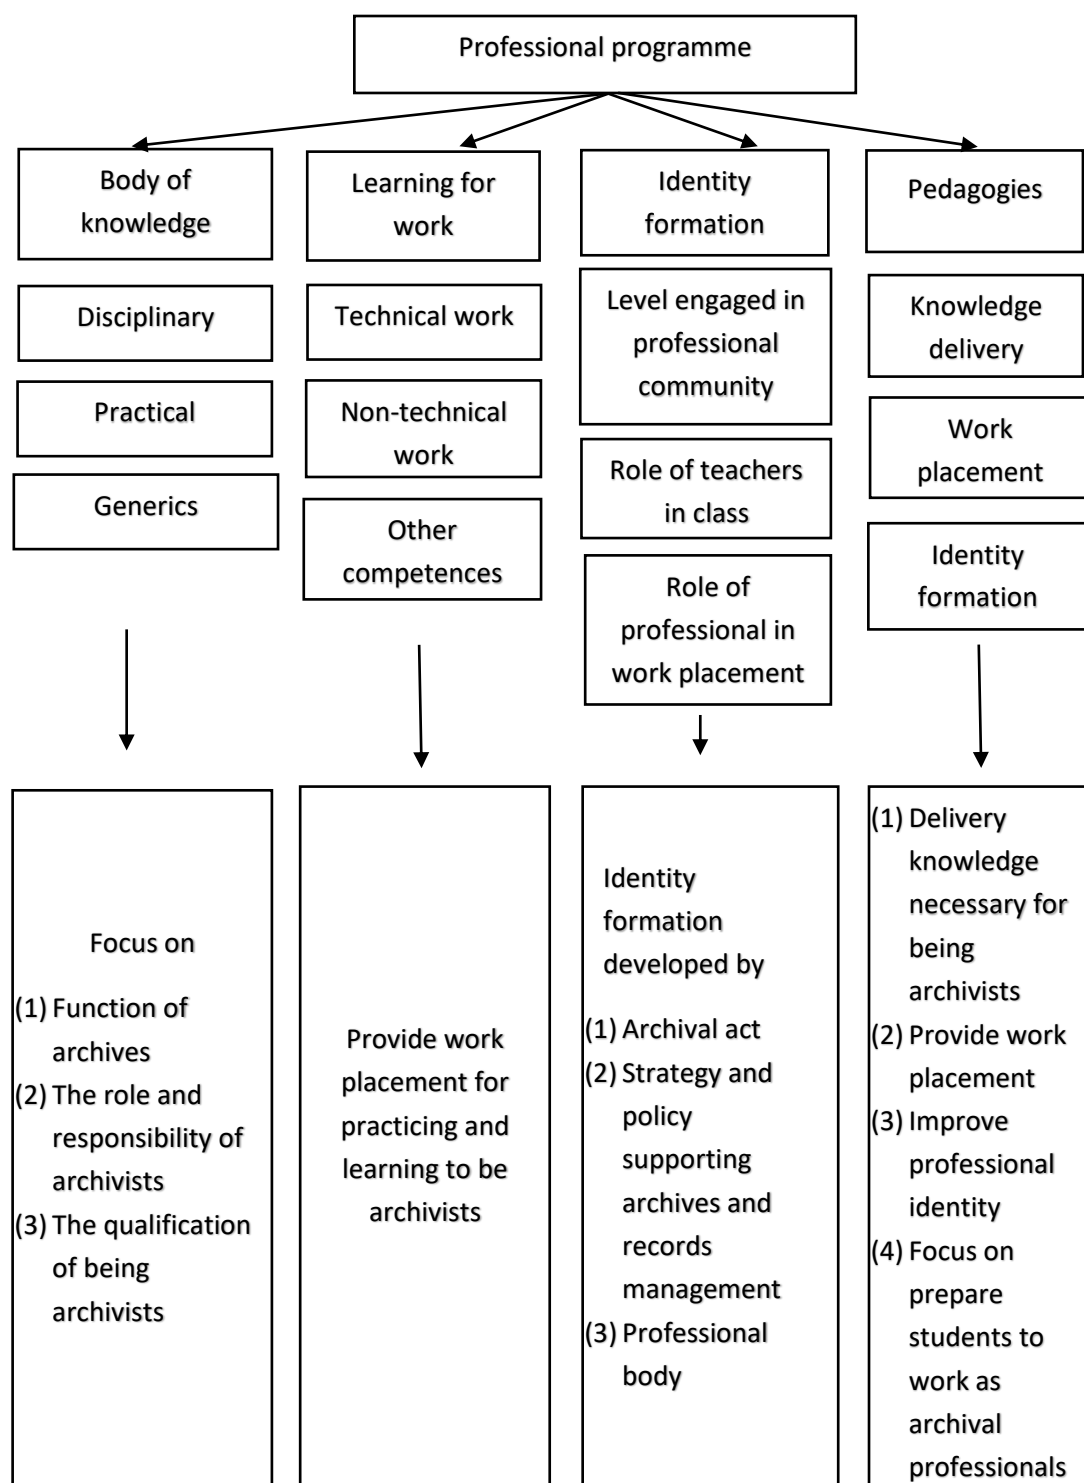 Professional programme
Body of
knowledge
Disciplinary
Practical
Generics
Learning for
work
Technical work
Non-technical
work
Other
competences
Identity
formation
Level engaged in
professional
community
Role of teachers
in class
Role of
professional in
work placement
Pedagogies
Knowledge
delivery
Work
placement
Identity
formation
Focus on
(1) Function of
archives
(2) The role and
responsibility of
archivists
(3) The qualification
of being
archivists
Provide work
placement for
practicing and
learning to be
archivists
Identity
formation
developed by
(1) Archival act
(2) Strategy and
policy
supporting
archives and
records
management
(3) Professional
body
(1) Delivery
knowledge
necessary for
being
archivists
(2) Provide work
placement
(3) Improve
professional
identity
(4) Focus on
prepare
students to
work as
archival
professionals